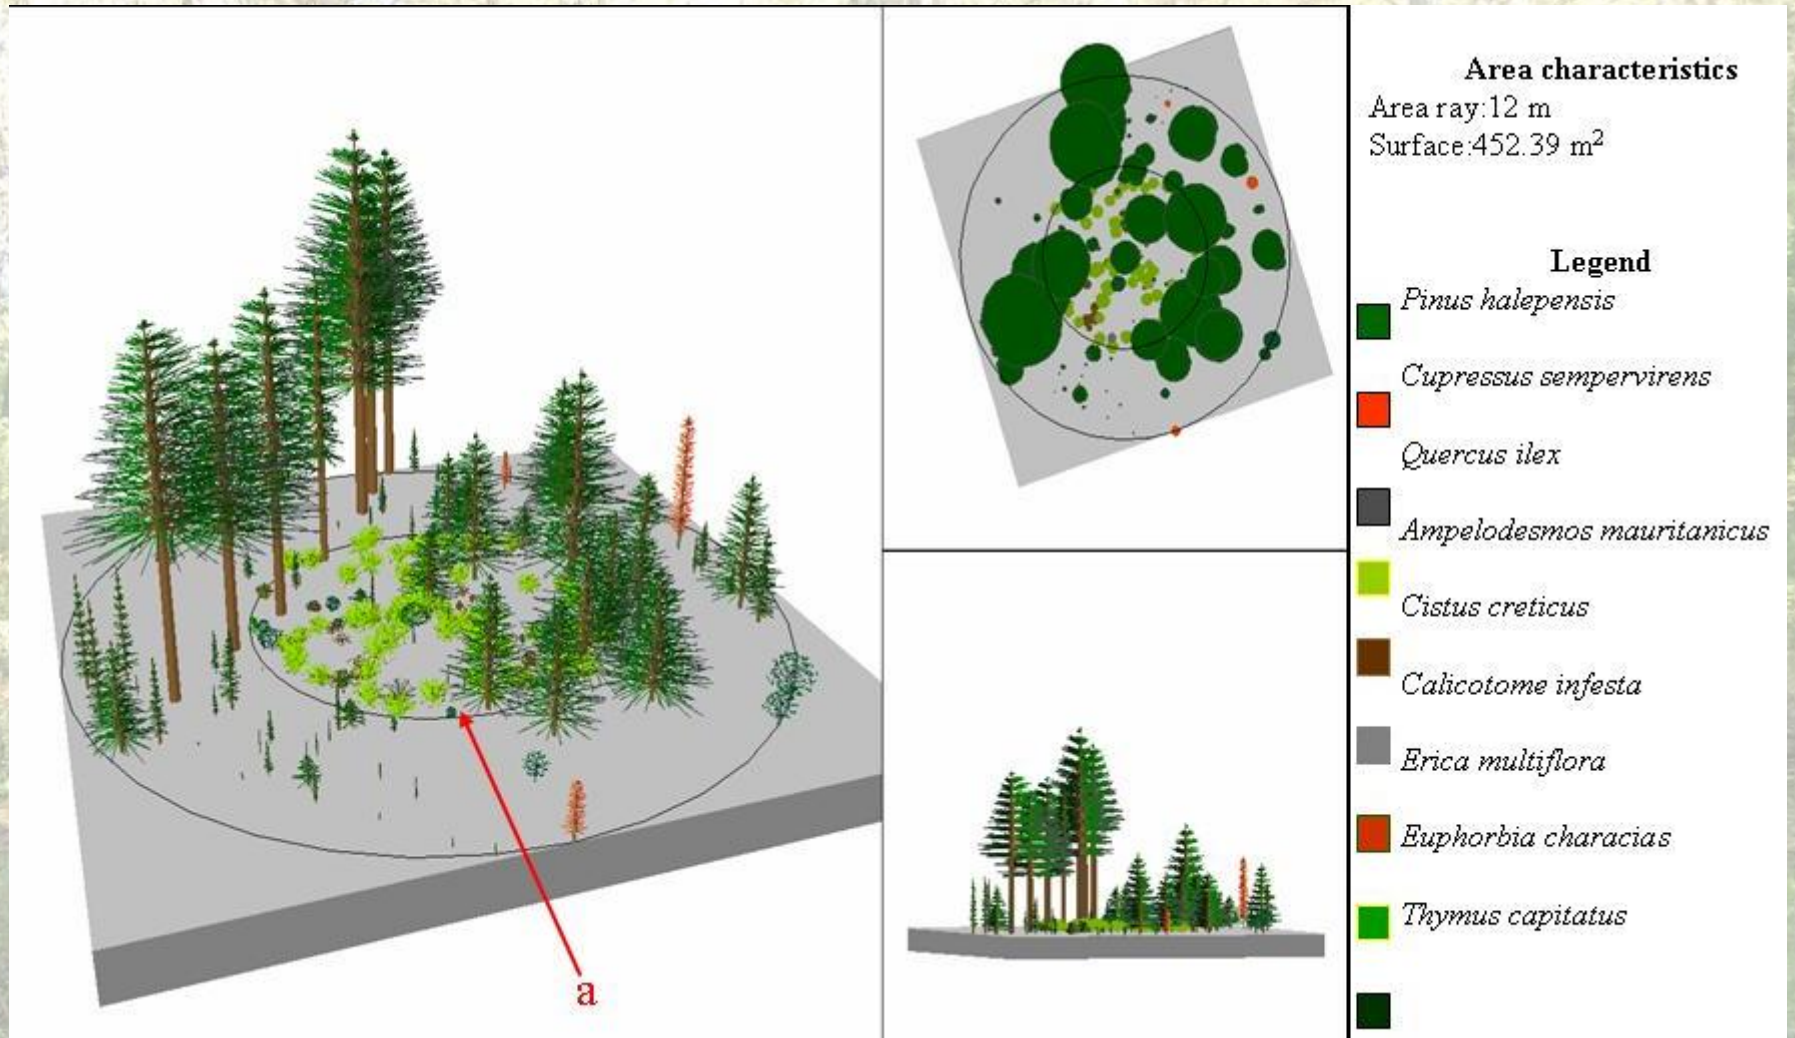 Area characteristics
Area ray:12 m
Surface:452.39 m²
Legend
Pinus halepensis
Cupressus sempervirens
Quercus ilex
Ampelodesmos mauritanicus
Cistus creticus
Calicotome infesta
Erica multiflora
Euphorbia characias
Thymus capitatus
a